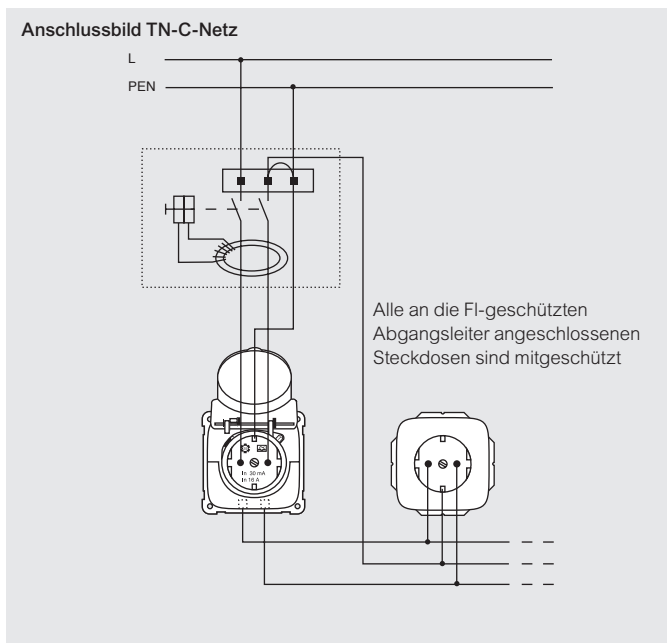 Anschlussbild TN-C-Netz
L
PEN
Alle an die FI-geschützten
Abgangsleiter angeschlossenen
Steckdosen sind mitgeschützt
In 30 mA
In 16 A